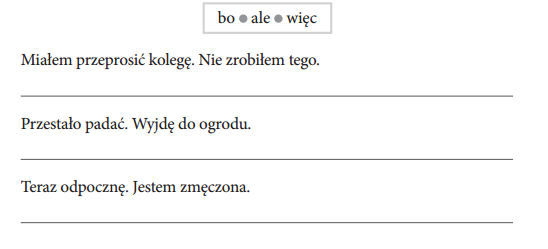 bo ● ale ● więc
Miałem przeprosić kolegę. Nie zrobiłem tego.
Przestało padać. Wyjdę do ogrodu.
Teraz odpocznę. Jestem zmęczona.